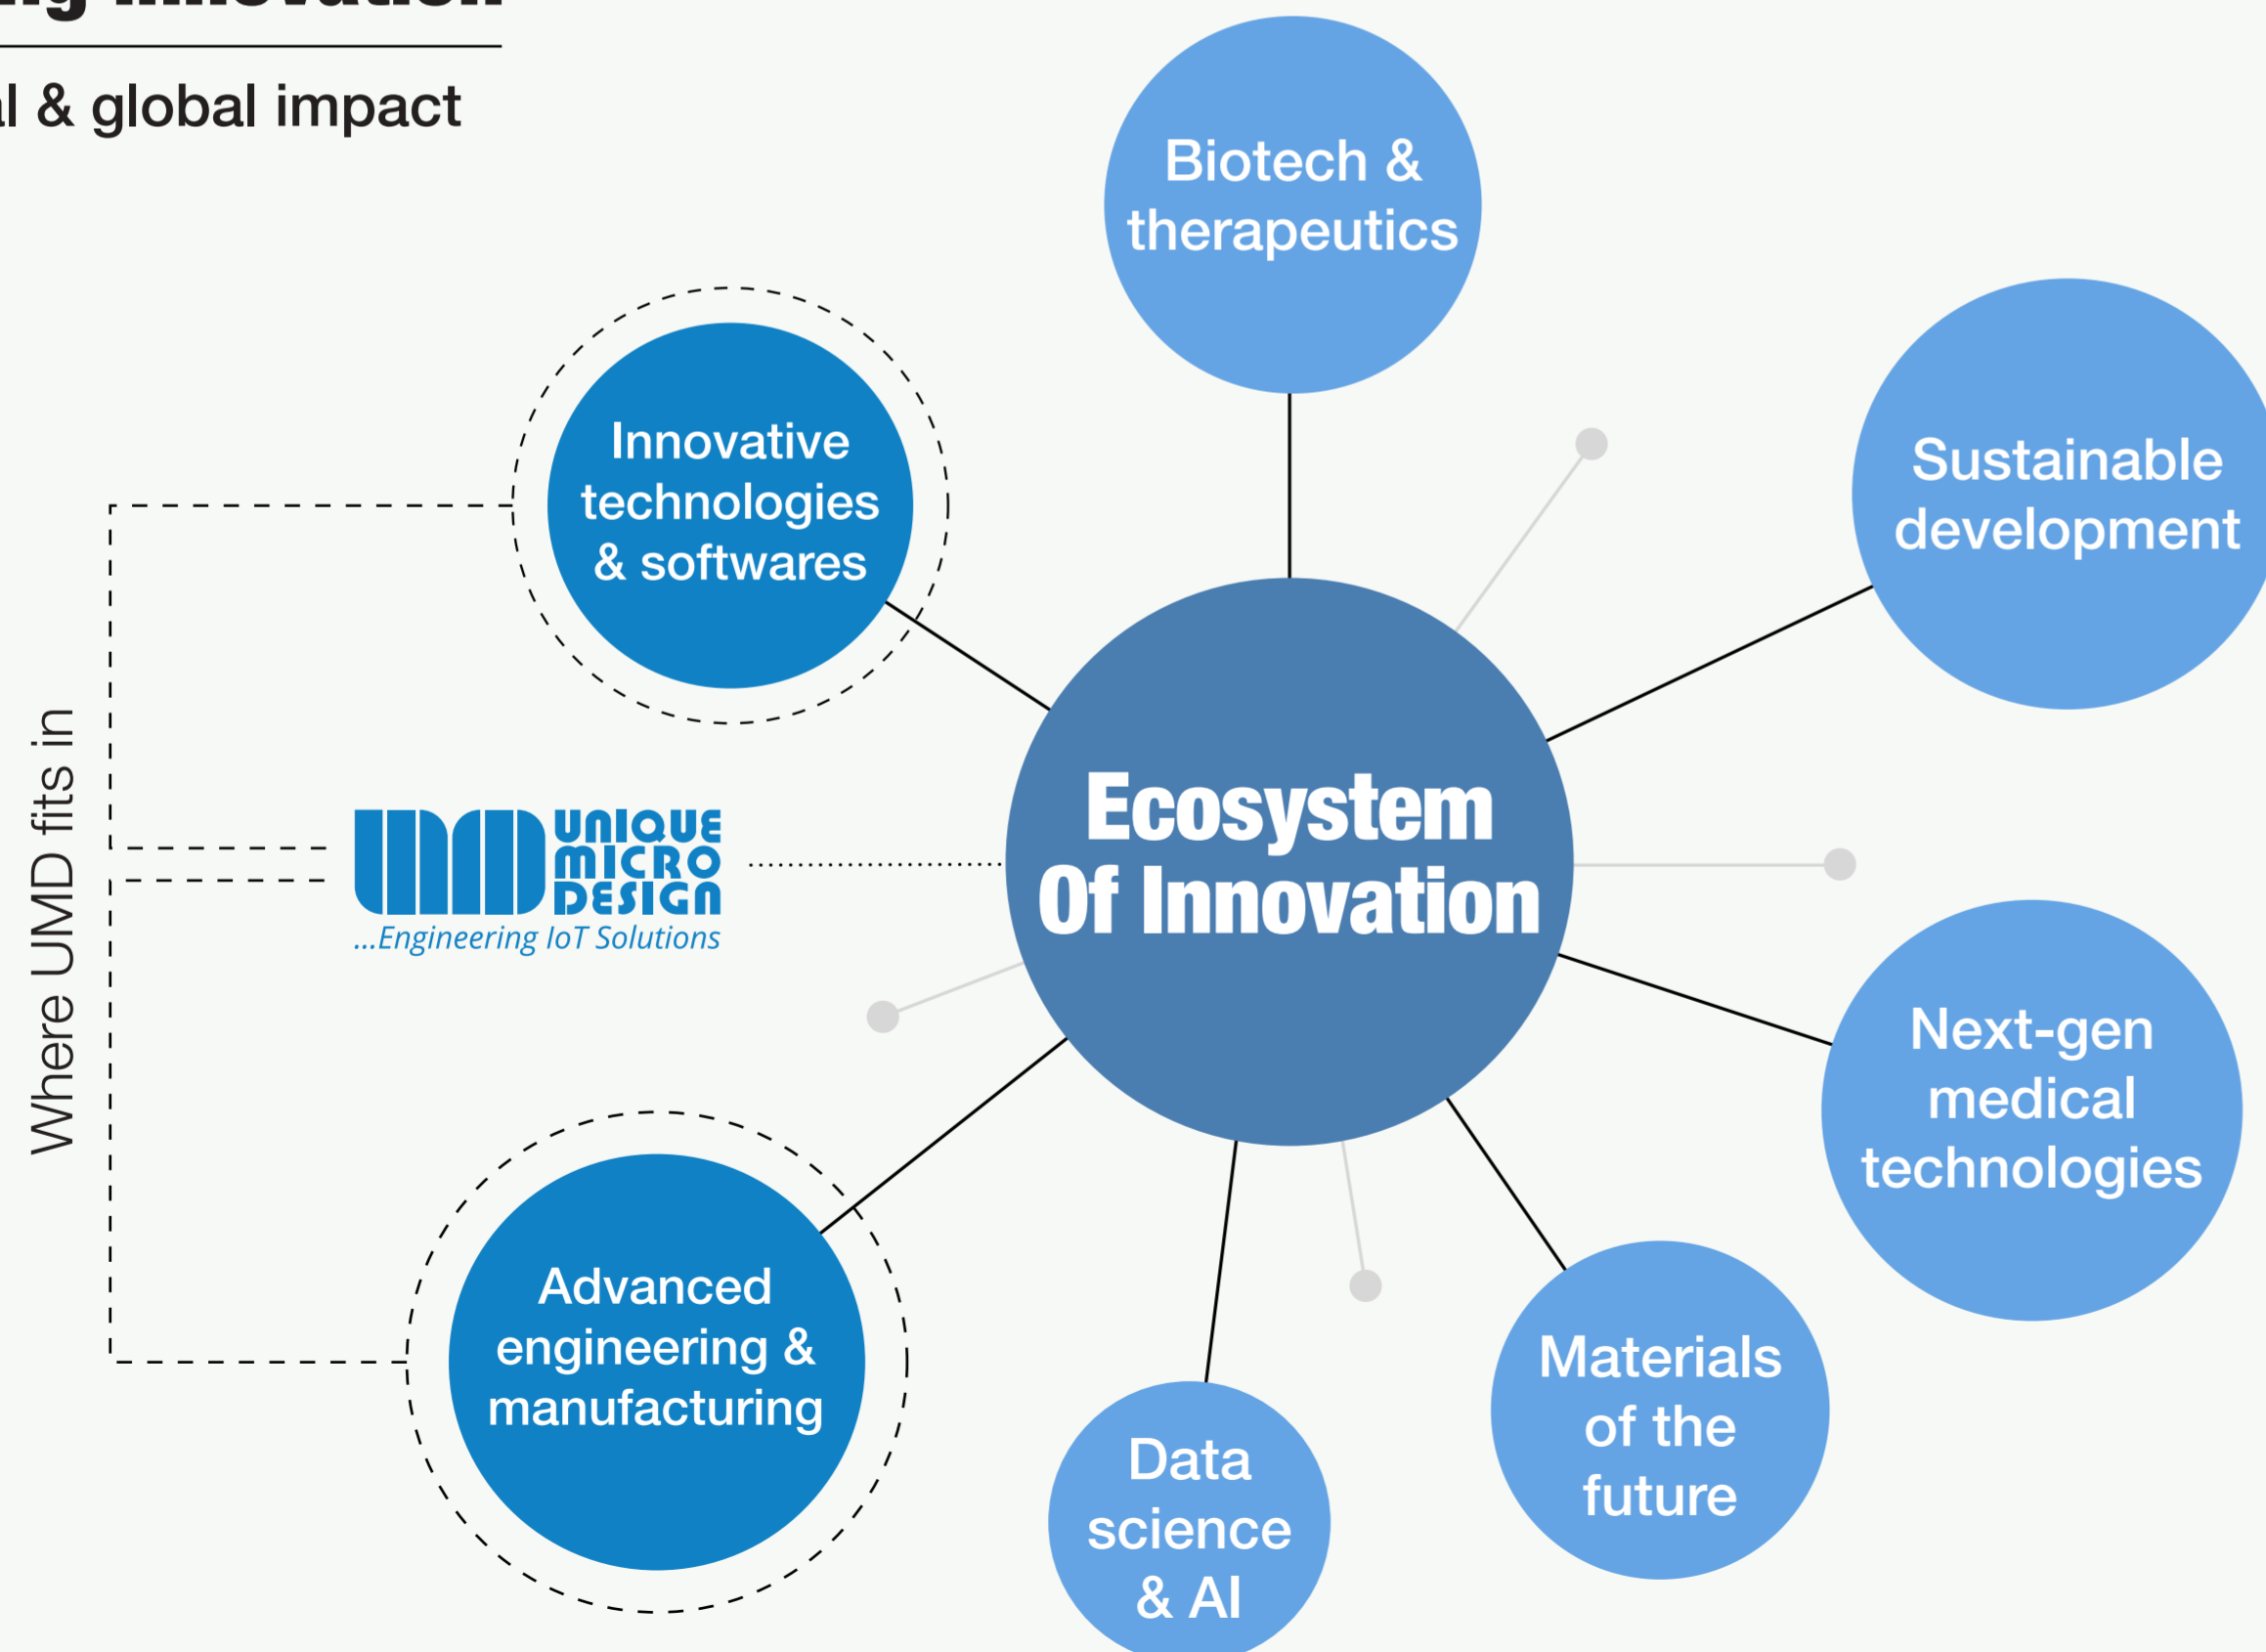 & global impact
Biotech &
therapeutics
Innovative
technologies
& softwares
Sustainable
development
Where UMD fits in
UMD
UNIQUE
MICRO
DESIGN
...Engineering IoT Solutions
Ecosystem
Of Innovation
Next-gen
medical
technologies
Advanced
engineering &
manufacturing
Materials
of the
future
Data
science
& AI